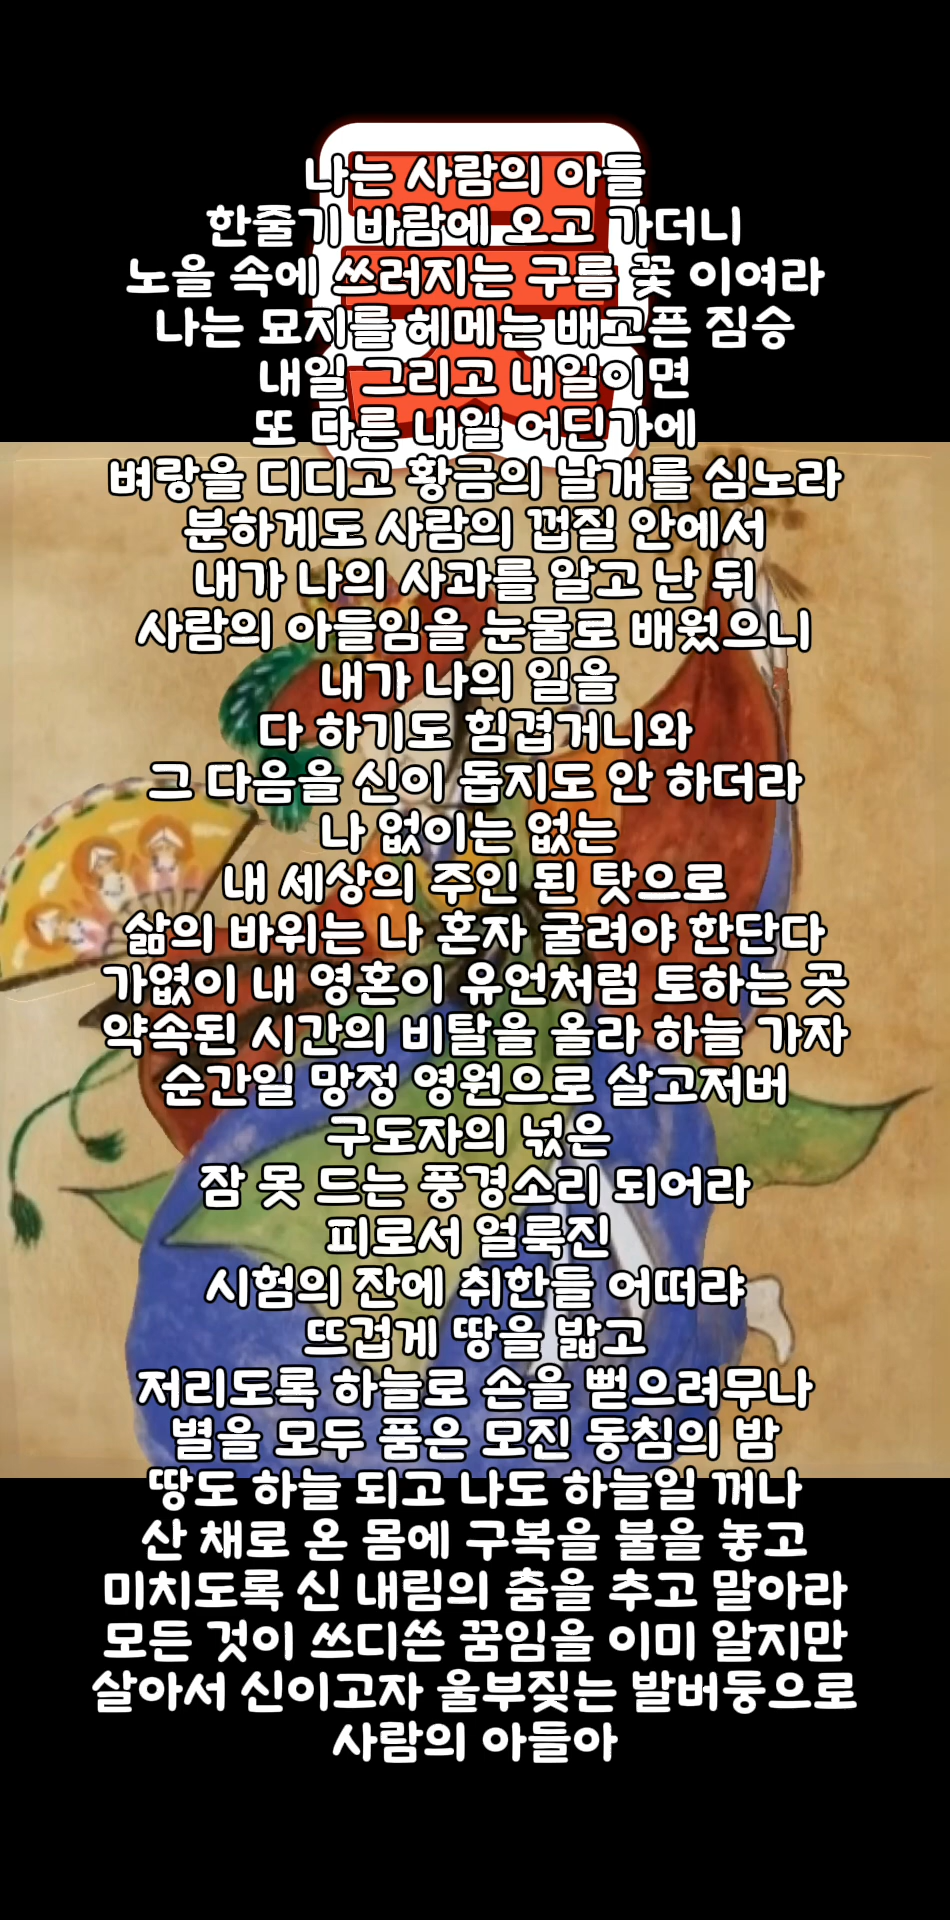 나는 사람의 아들
한줄기 바람에 오고 가더니
노을 속에 쓰러지는 구름 꽃 이여라
나는 묘지를 헤메는 배고픈 짐승
내일 그리고 내일이면
또 다른 내일 어딘가에
벼랑을 디디고 황금의 날개를 심노라
분하게도 사람의 껍질 안에서
내가 나의 사과를 알고 난 뒤
사람의 아들임을 눈물로 배웠으니
내가 나의 일을
다 하기도 힘겹거니와
그 다음을 신이 돕지도 안 하더라
나 없이는 없는
내 세상의 주인 된 탓으로
삶의 바위는 나 혼자 굴려야 한단다
가엾이 내 영혼이 유언처럼 토하는 곳
약속된 시간의 비탈을 올라 하늘 가자
순간일 망정 영원으로 살고저버
구도자의 넋은
잠 못 드는 풍경소리 되어라
피로서 얼룩진
시험의 잔에 취한들 어떠랴
뜨겁게 땅을 밟고
저리도록 하늘로 손을 뻗으려무나
별을 모두 품은 모진 동침의 밤
땅도 하늘 되고 나도 하늘일 꺼나
산 채로 온 몸에 구복을 불을 놓고
미치도록 신 내림의 춤을 추고 말아라
모든 것이 쓰디쓴 꿈임을 이미 알지만
살아서 신이고자 울부짖는 발버둥으로
사람의 아들아